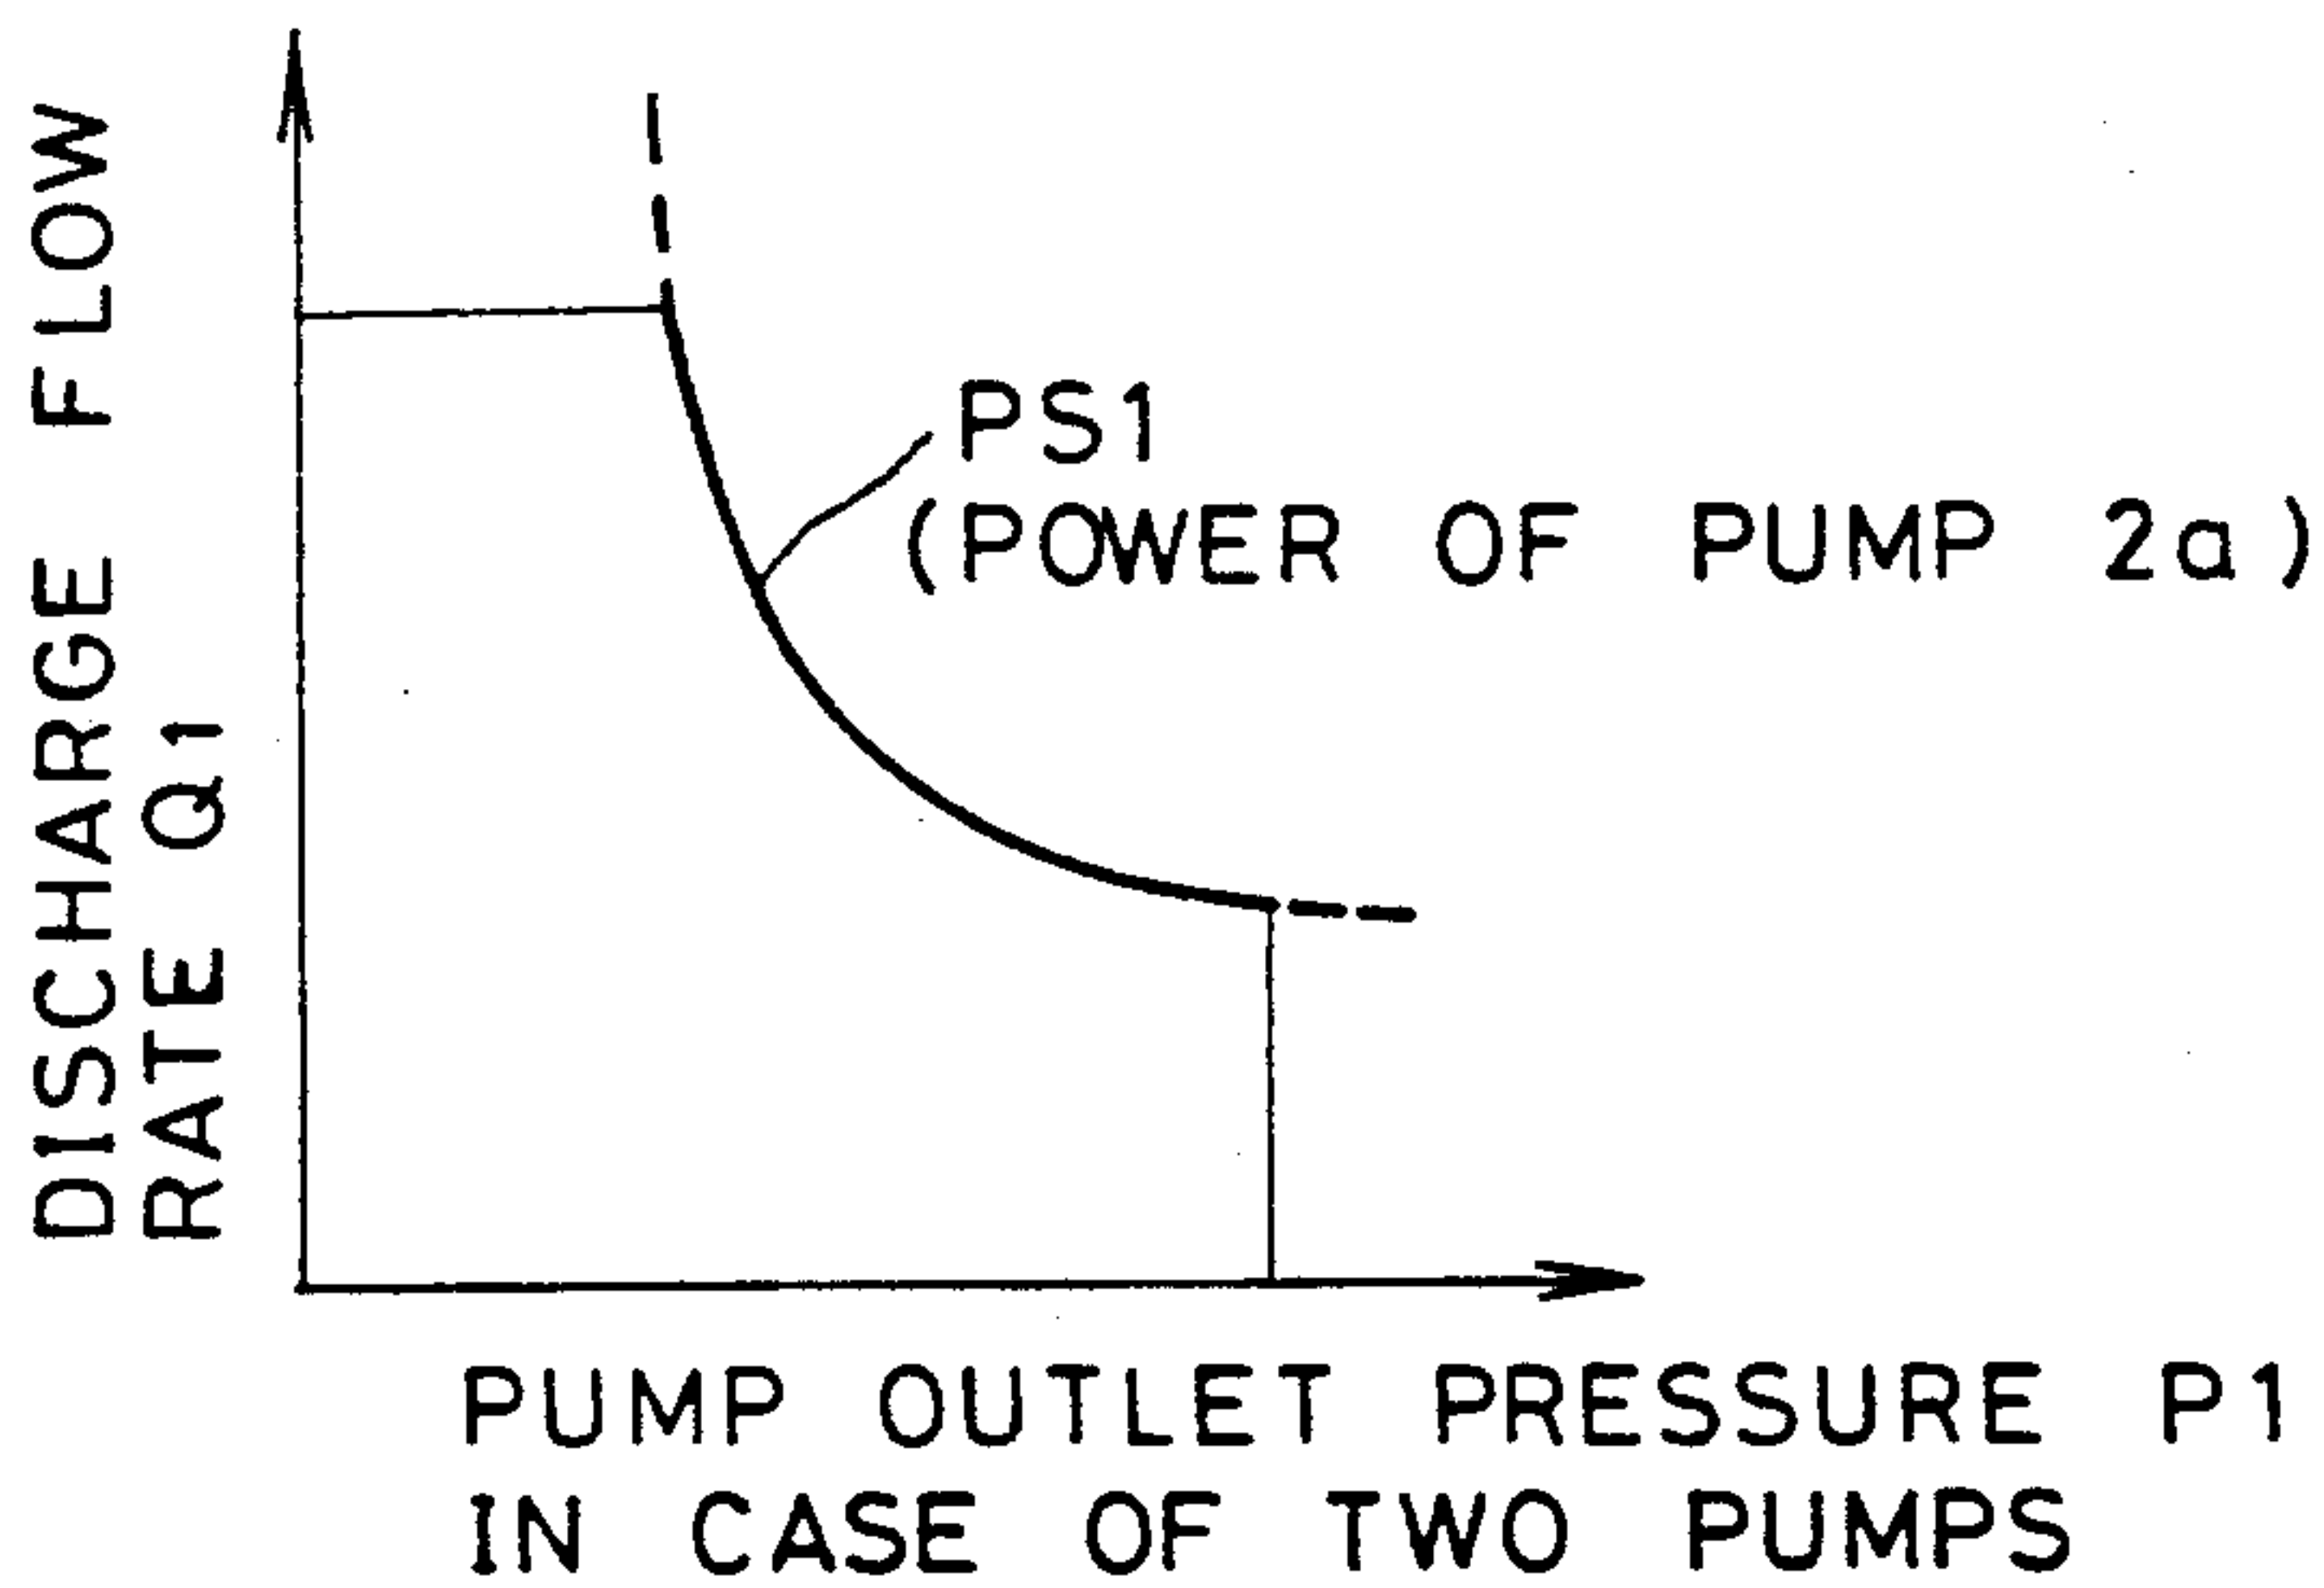 DISCHARGE FLOW
RATE Q1
PS1
(POWER OF PUMP 2a)
PUMP OUTLET PRESSURE P1
IN CASE OF TWO PUMPS